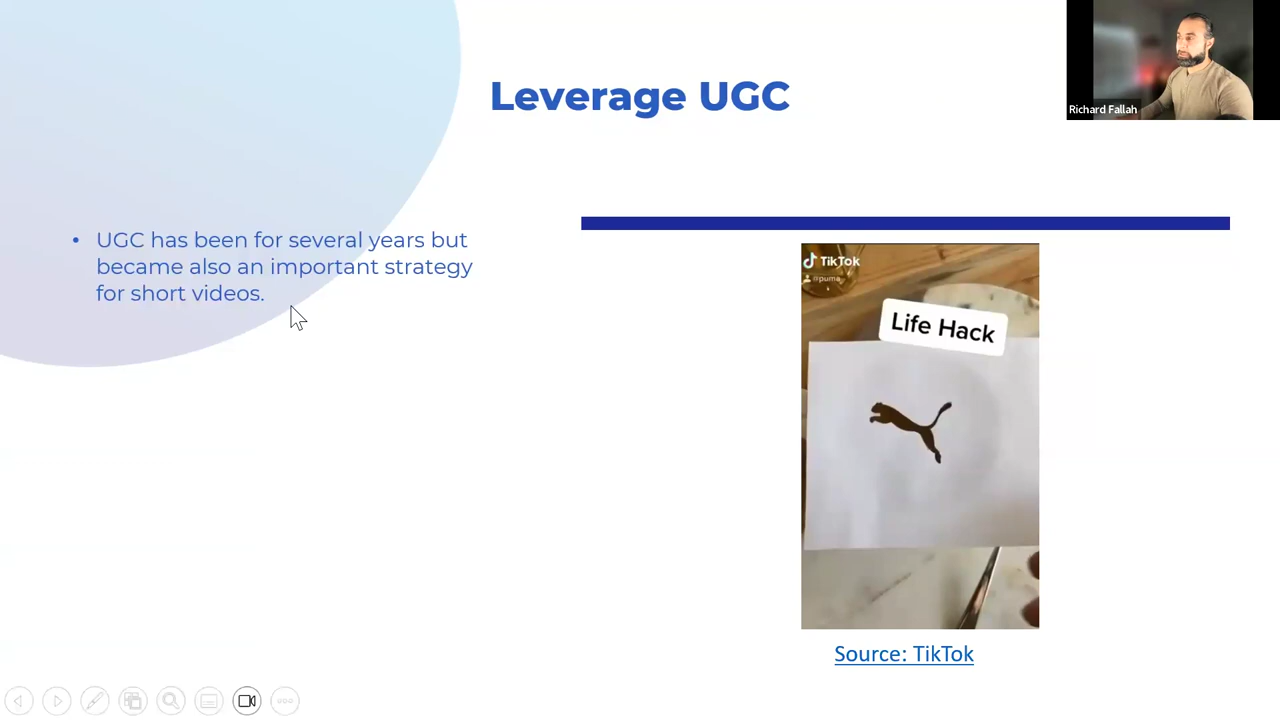 Leverage UGC
Richard Fallah
• UGC has been for several years but
became also an important strategy
for short videos.
TikTok
@puma
Life Hack
Source: TikTok